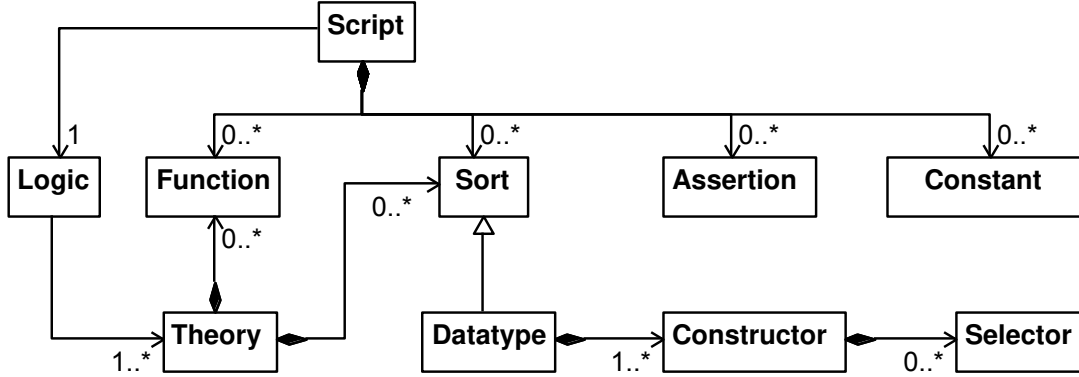 Script
1
0..*
0..*
0..*
0..*
Logic
Function
Sort
Assertion
Constant
0..*
0..*
Theory
Datatype
Constructor
Selector
1..*
1..*
0..*